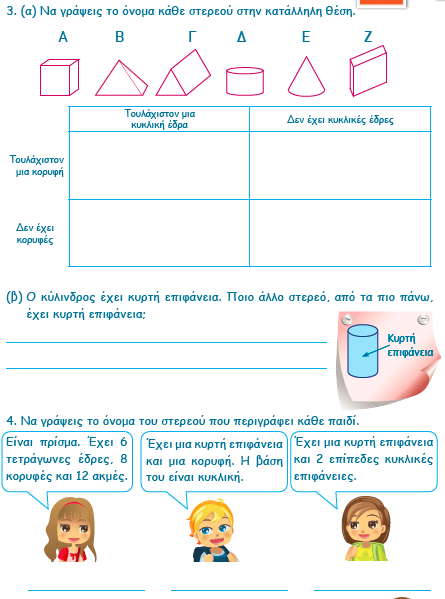 3. (α) Να γράψεις το όνομα κάθε στερεού στην κατάλληλη θέση.
Α Β Γ Δ Ε Ζ
Τουλάχιστον μια
κυκλική έδρα
Δεν έχει κυκλικές έδρες
Τουλάχιστον
μια κορυφή
Δεν έχει
κορυφές
(β) Ο κύλινδρος έχει κυρτή επιφάνεια. Ποιο άλλο στερεό, από τα πιο πάνω,
έχει κυρτή επιφάνεια;
Κυρτή
επιφάνεια
4. Να γράψεις το όνομα του στερεού που περιγράφει κάθε παιδί.
Είναι πρίσμα. Έχει 6
τετράγωνες έδρες, 8
κορυφές και 12 ακμές.
Έχει μια κυρτή επιφάνεια
και μια κορυφή. Η βάση
του είναι κυκλική.
Έχει μια κυρτή επιφάνεια
και 2 επίπεδες κυκλικές
επιφάνειες.